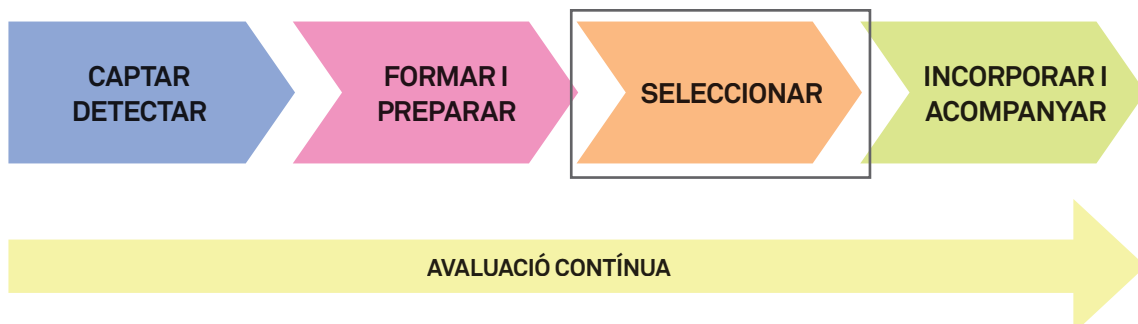 CAPTAR
DETECTAR
FORMAR I
PREPARAR
SELECCIONAR
INCORPORAR I
ACOMPANYAR
AVALUACIÓ CONTÍNUA